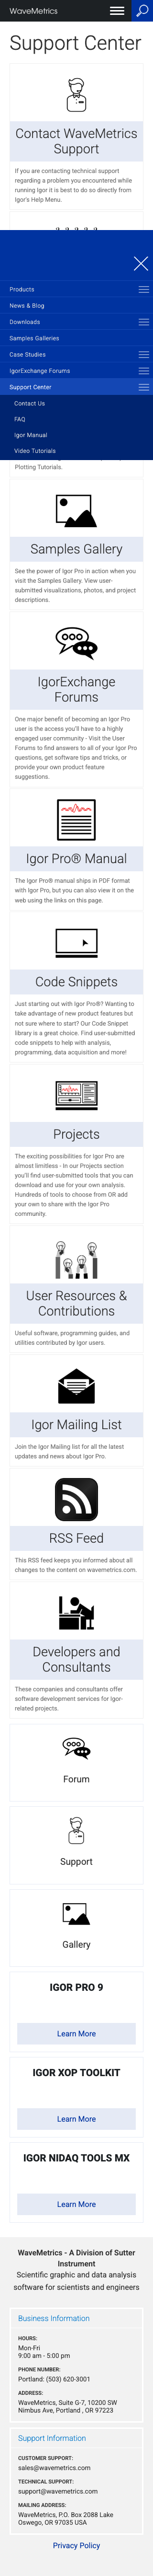 WaveMetrics
Support Center
Contact WaveMetrics
Support
If you are contacting technical support
regarding a problem you encountered while
running Igor it is best to do so directly from
Igor's Help Menu.
Products
News & Blog
Downloads
Samples Galleries
Case Studies
IgorExchange Forums
Support Center
Contact Us
FAQ
Igor Manual
Video Tutorials
Plotting Tutorials.
Samples Gallery
See the power of Igor Pro in action when you
visit the Samples Gallery. View user-
submitted visualizations, photos, and project
descriptions.
IgorExchange
Forums
One major benefit of becoming an Igor Pro
user is the access you'll have to a highly
engaged user community - Visit the User
Forums to find answers to all of your Igor Pro
questions, get software tips and tricks, or
provide your own product feature
suggestions.
Igor Pro® Manual
The Igor Pro® manual ships in PDF format
with Igor Pro, but you can also view it on the
web using the links on this page.
Code Snippets
Just starting out with Igor Pro®? Wanting to
take advantage of new product features but
not sure where to start? Our Code Snippet
library is a great choice. Find user-submitted
code snippets to help with analysis,
programming, data acquisition and more!
Projects
The exciting possibilities for Igor Pro are
almost limitless - In our Projects section
you'll find user-submitted tools that you can
download and use for your own analysis.
Hundreds of tools to choose from OR add
your own to share with the Igor Pro
community.
User Resources &
Contributions
Useful software, programming guides, and
utilities contributed by Igor users.
Igor Mailing List
Join the Igor Mailing list for all the latest
updates and news about Igor Pro.
RSS Feed
This RSS feed keeps you informed about all
changes to the content on wavemetrics.com.
Developers and
Consultants
These companies and consultants offer
software development services for Igor-
related projects.
Forum
Support
Gallery
IGOR PRO 9
Learn More
IGOR XOP TOOLKIT
Learn More
IGOR NIDAQ TOOLS MX
Learn More
WaveMetrics - A Division of Sutter
Instrument
Scientific graphic and data analysis
software for scientists and engineers
Business Information
HOURS:
Mon-Fri
9:00 am - 5:00 pm
PHONE NUMBER:
Portland: (503) 620-3001
ADDRESS:
WaveMetrics, Suite G-7, 10200 SW
Nimbus Ave, Portland , OR 97223
Support Information
CUSTOMER SUPPORT:
sales@wavemetrics.com
TECHNICAL SUPPORT:
support@wavemetrics.com
MAILING ADDRESS:
WaveMetrics, P.O. Box 2088 Lake
Oswego, OR 97035 USA
Privacy Policy